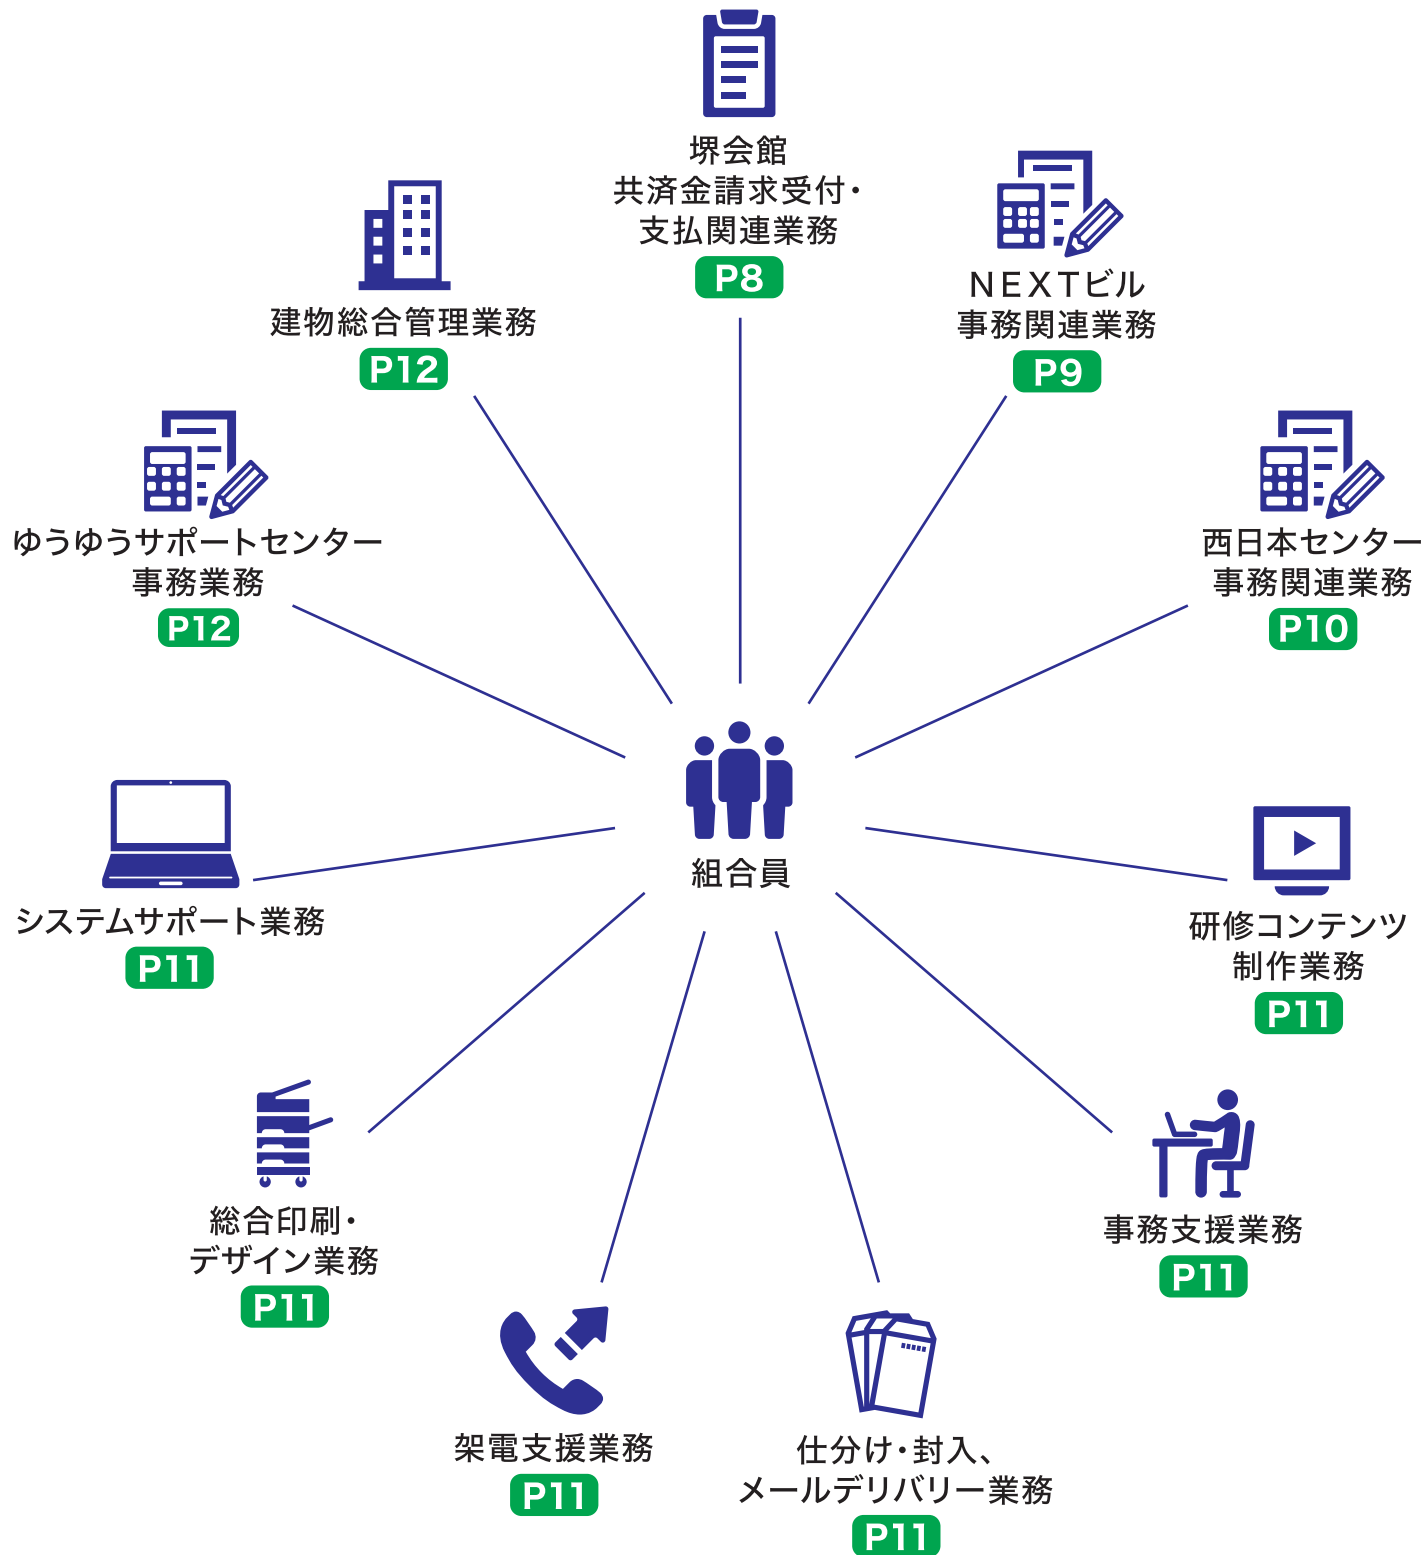 堺会館
共済金請求受付・
支払関連業務
P8
NEXTビル
事務関連業務
P9
建物総合管理業務
P12
西日本センター
事務関連業務
P10
ゆうゆうサポートセンター
事務業務
P12
組合員
システムサポート業務
P11
研修コンテンツ
制作業務
P11
総合印刷・
デザイン業務
P11
事務支援業務
P11
架電支援業務
P11
仕分け・封入、
メールデリバリー業務
P11